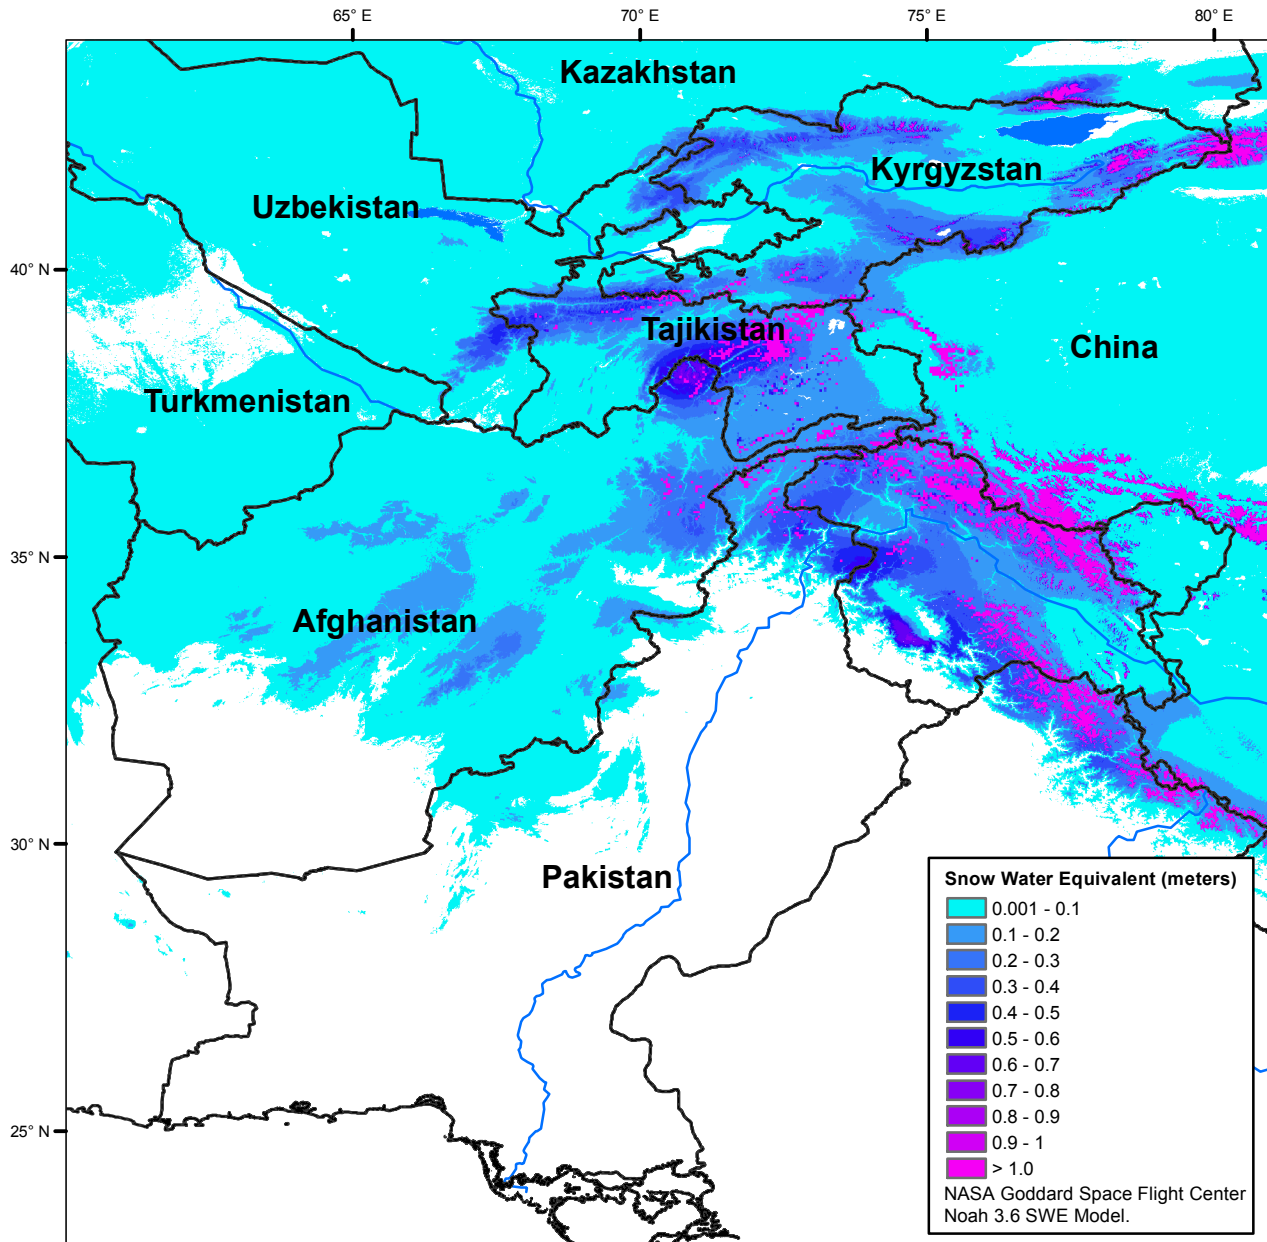 65° E
70° E
75° E
80° E
Kazakhstan
Kyrgyzstan
Uzbekistan
40° N
Tajikistan
China
Turkmenistan
35° N
Afghanistan
30° N
Pakistan
25° N
Snow Water Equivalent (meters)
0.001 - 0.1
0.1 - 0.2
0.2 - 0.3
0.3 - 0.4
0.4 - 0.5
0.5 - 0.6
0.6 - 0.7
0.7 - 0.8
0.8 - 0.9
0.9 - 1
> 1.0
NASA Goddard Space Flight Center
Noah 3.6 SWE Model.